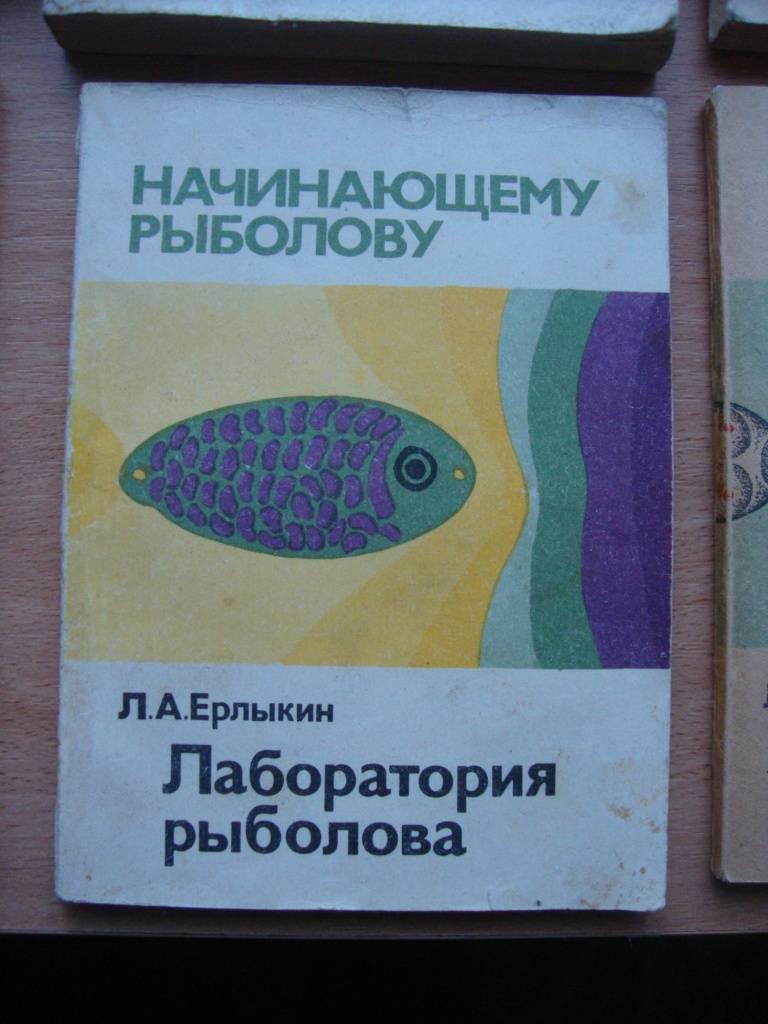 НАЧИНАЮЩЕМУ
РЫБОЛОВУ
Л.А.Ерлыкин
Лаборатория
рыболова